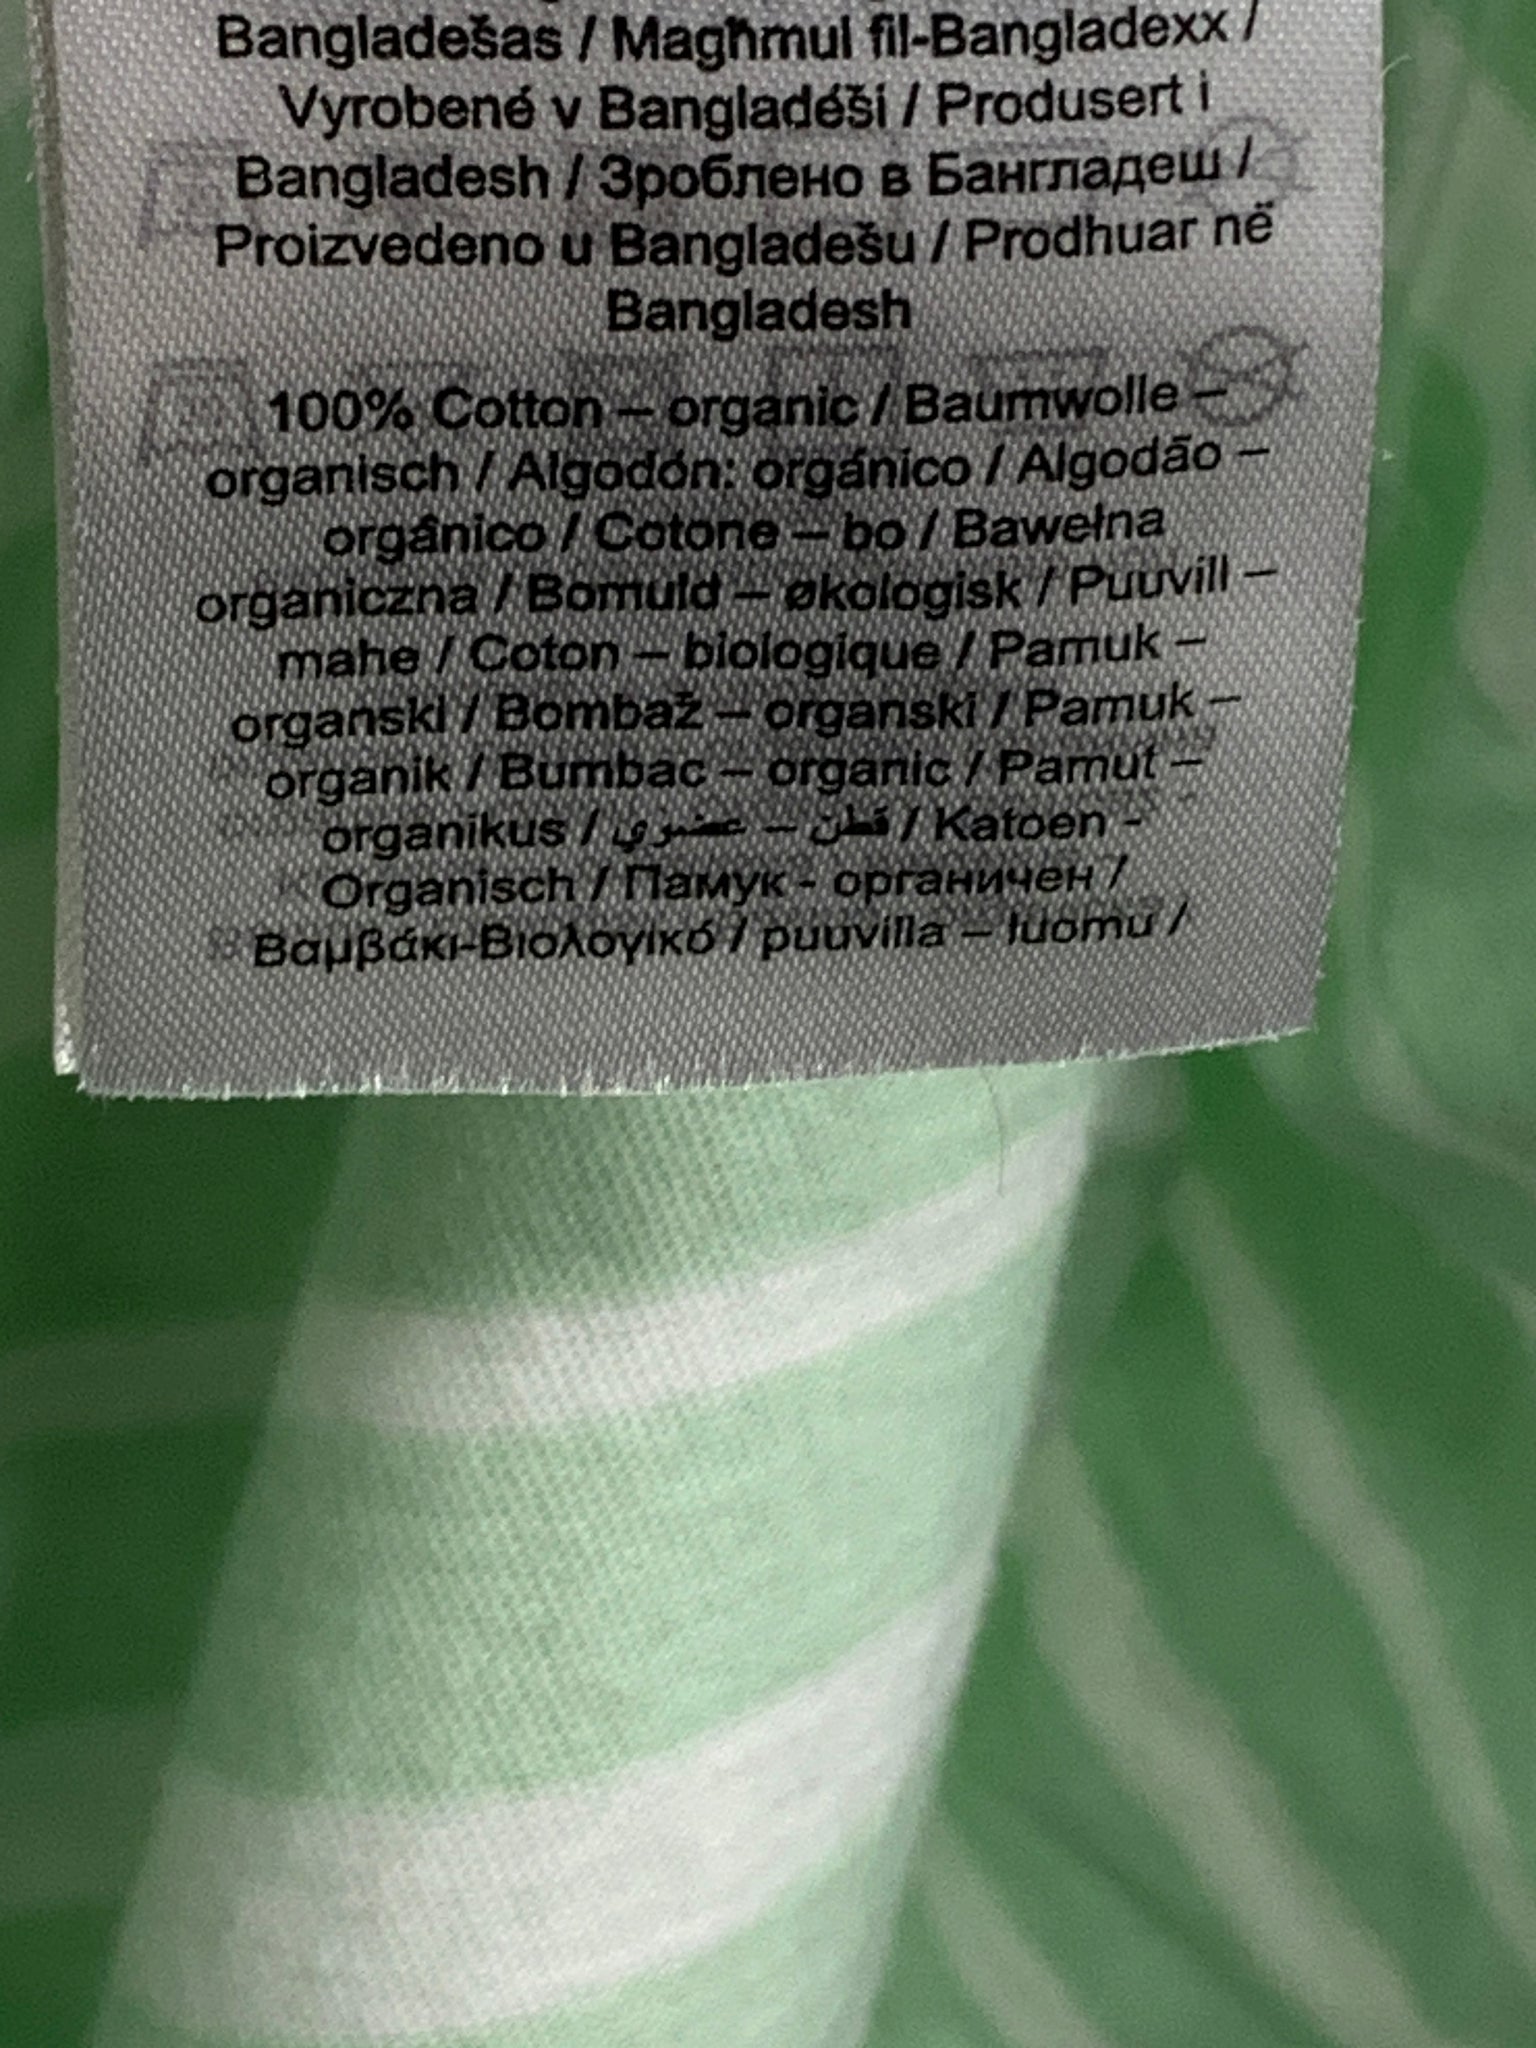 Bangladešas / Magħmul fil-Bangladexx /
Vyrobené v Bangladéši / Produsert i
Bangladesh / Зроблено в Бангладеш /
Proizvedeno u Bangladešu / Prodhuar në
Bangladesh
100% Cotton – organic / Baumwolle –
organisch / Algodón: orgánico / Algodão –
orgânico / Cotone – bo / Bawełna
organiczna / Bomuld – økologisk / Puuvill –
mahe / Coton – biologique / Pamuk –
organski / Bombaž – organski / Pamuk –
organik / Bumbac – organic / Pamut –
organikus / قطن – عضوي / Katoen -
Organisch / Памук - органичен /
Βαμβάκι-Βιολογικό / puuvilla – luomu /